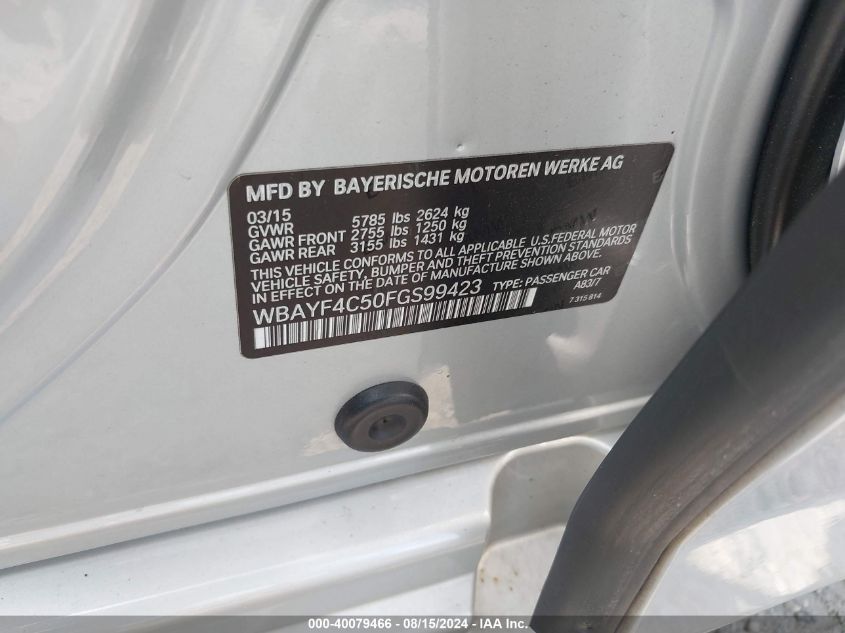 MFD BY BAYERISCHE MOTOREN WERKE AG
03/15
GVWR 5785 lbs 2624 kg
GAWR FRONT 2755 lbs 1250 kg
GAWR REAR 3155 lbs 1431 kg
THIS VEHICLE CONFORMS TO ALL APPLICABLE U.S.FEDERAL MOTOR
VEHICLE SAFETY, BUMPER AND THEFT PREVENTION STANDARDS
IN EFFECT ON THE DATE OF MANUFACTURE SHOWN ABOVE.
WBAYF4C50FGS99423 TYPE: PASSENGER CAR
A83/7
7 315 814
000-40079466 - 08/15/2024 - IAA Inc.